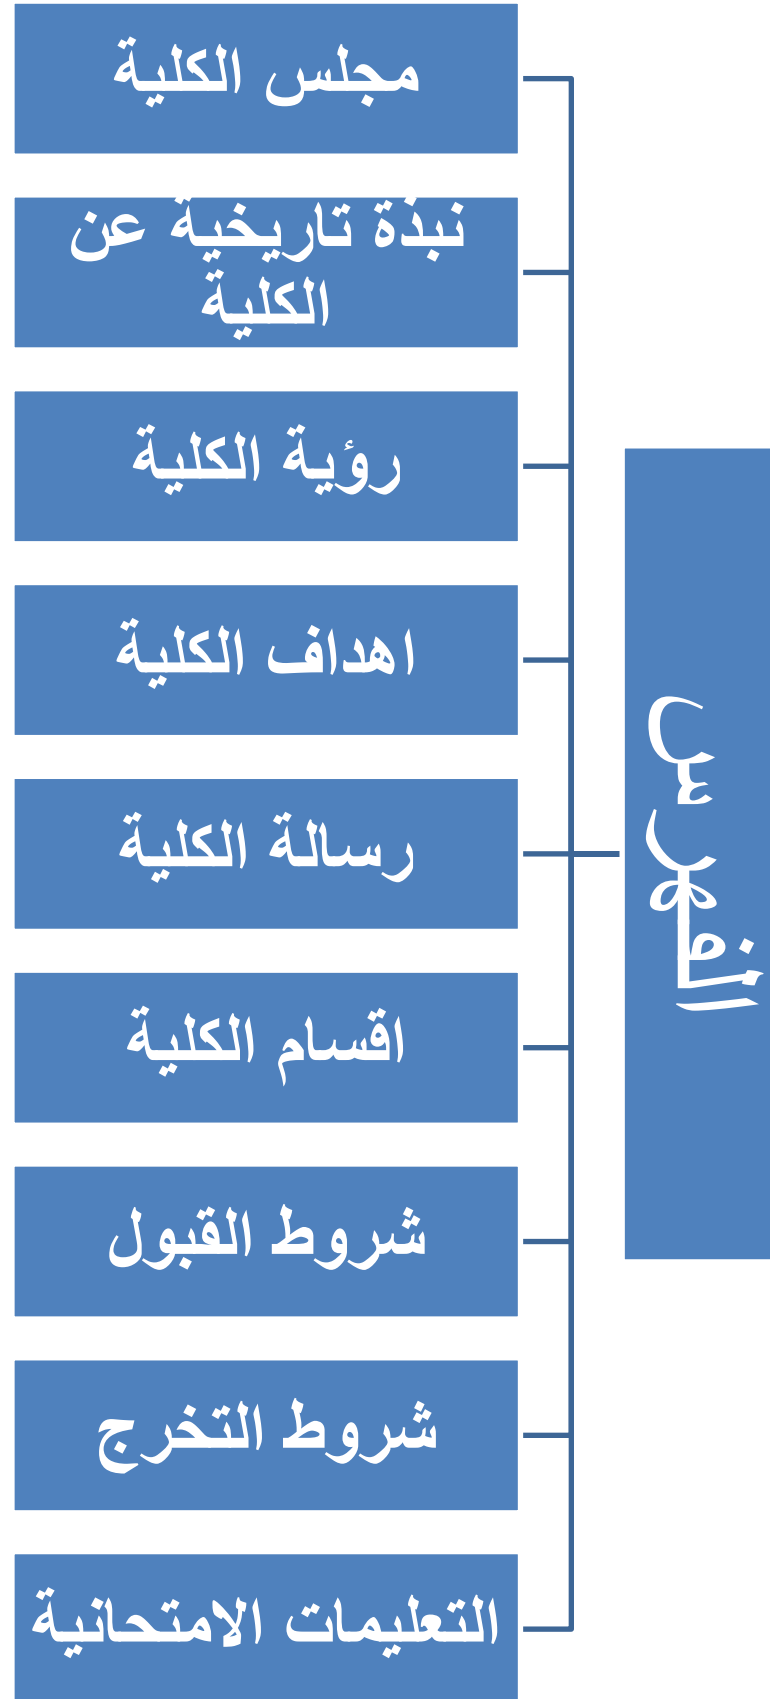 الفهرس
مجلس الكلية
نبذة تاريخية عن
الكلية
رؤية الكلية
اهداف الكلية
رسالة الكلية
اقسام الكلية
شروط القبول
شروط التخرج
التعليمات الامتحانية